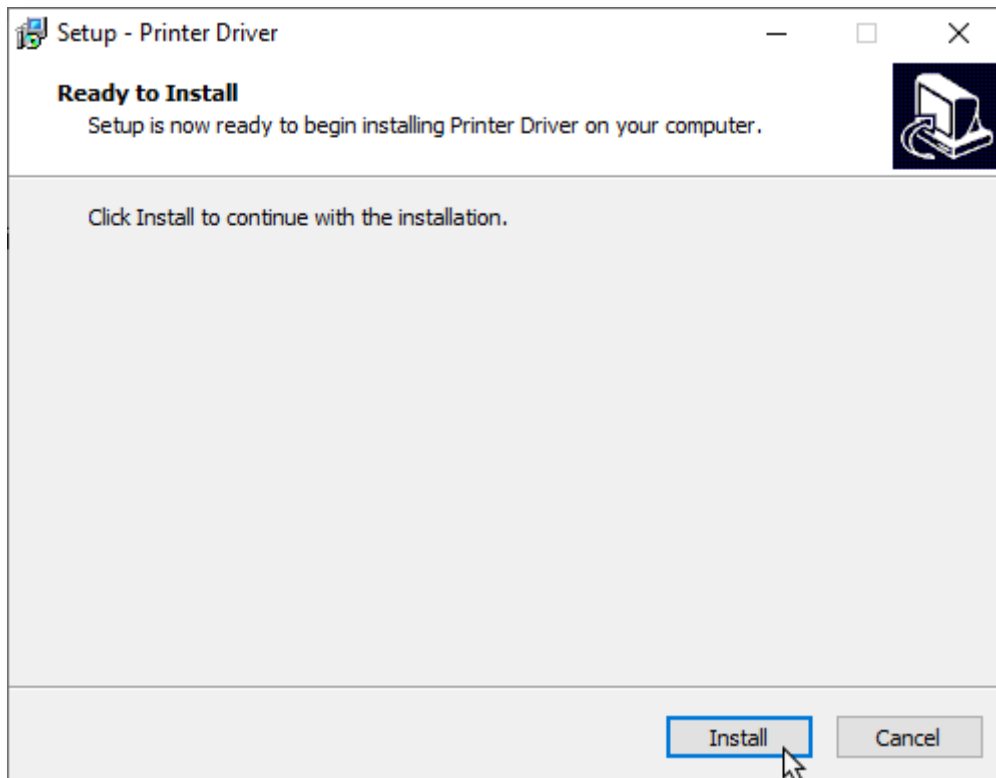 Setup - Printer Driver
Ready to Install
Setup is now ready to begin installing Printer Driver on your computer.
Click Install to continue with the installation.
Install
Cancel